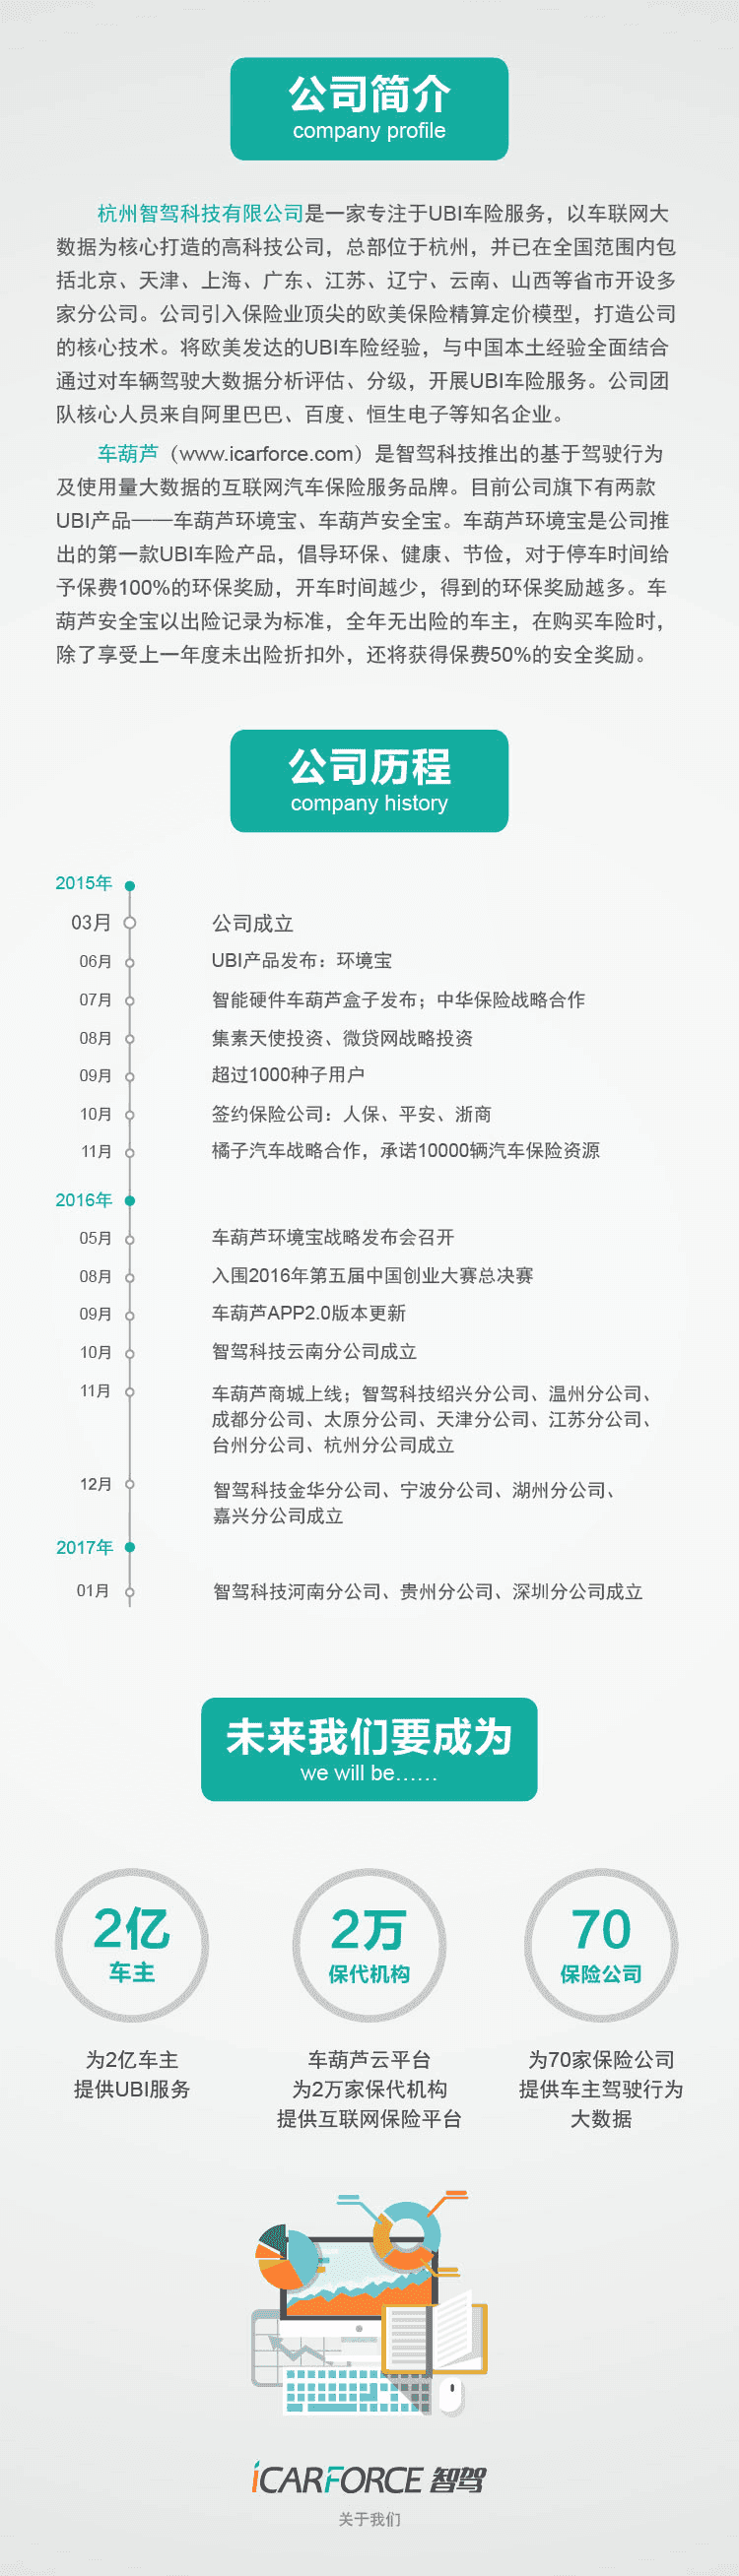 公司简介
company profile
杭州智驾科技有限公司是一家专注于UBI车险服务，以车联网大
数据为核心打造的高科技公司，总部位于杭州，并已在全国范围内包
括北京、天津、上海、广东、江苏、辽宁、云南、山西等省市开设多
家分公司。公司引入保险业顶尖的欧美保险精算定价模型，打造公司
的核心技术。将欧美发达的UBI车险经验，与中国本土经验全面结合
通过对车辆驾驶大数据分析评估、分级，开展UBI车险服务。公司团
队核心人员来自阿里巴巴、百度、恒生电子等知名企业。
车葫芦（www.icarforce.com）是智驾科技推出的基于驾驶行为
及使用量大数据的互联网汽车保险服务品牌。目前公司旗下有两款
UBI产品——车葫芦环境宝、车葫芦安全宝。车葫芦环境宝是公司推
出的第一款UBI车险产品，倡导环保、健康、节俭，对于停车时间给
予保费100%的环保奖励，开车时间越少，得到的环保奖励越多。车
葫芦安全宝以出险记录为标准，全年无出险的车主，在购买车险时，
除了享受上一年度未出险折扣外，还将获得保费50%的安全奖励。
公司历程
company history
2015年
03月 公司成立
06月 UBI产品发布：环境宝
07月 智能硬件车葫芦盒子发布；中华保险战略合作
08月 集素天使投资、微贷网战略投资
09月 超过1000种子用户
10月 签约保险公司：人保、平安、浙商
11月 橘子汽车战略合作，承诺10000辆汽车保险资源
2016年
05月 车葫芦环境宝战略发布会召开
08月 入围2016年第五届中国创业大赛总决赛
09月 车葫芦APP2.0版本更新
10月 智驾科技云南分公司成立
11月 车葫芦商城上线；智驾科技绍兴分公司、温州分公司、
成都分公司、太原分公司、天津分公司、江苏分公司、
台州分公司、杭州分公司成立
12月 智驾科技金华分公司、宁波分公司、湖州分公司、
嘉兴分公司成立
2017年
01月 智驾科技河南分公司、贵州分公司、深圳分公司成立
未来我们要成为
we will be……
2亿
车主
为2亿车主
提供UBI服务
2万
保代机构
车葫芦云平台
为2万家保代机构
提供互联网保险平台
70
保险公司
为70家保险公司
提供车主驾驶行为
大数据
iCARFORCE 智驾
关于我们